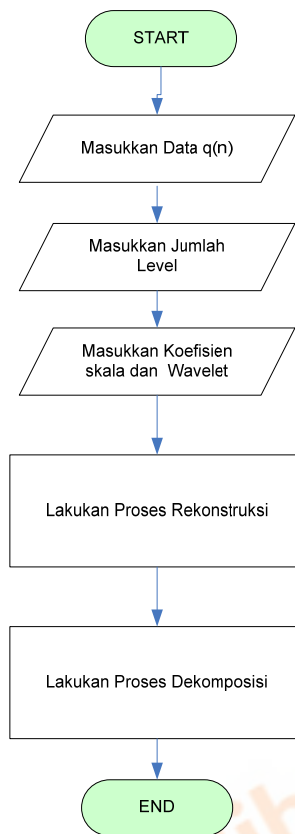 START
Masukkan Data q(n)
Masukkan Jumlah
Level
Masukkan Koefisien
skala dan Wavelet
Lakukan Proses Rekonstruksi
Lakukan Proses Dekomposisi
END